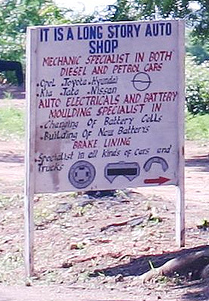 IT IS A LONG STORY AUTO
SHOP
MECHANIC SPECIALIST IN BOTH
DIESEL AND PETROL CARS
• Opel Toyota • Hyundai
• Kia Tata • Nissan
AUTO ELECTRICALS AND BATTERY
MOULDING SPECIALIST IN
• Changing Of Battery Cells
• Building Of New Batterys
BRAKE LINING
• Specialist in all kinds of Cars and
Trucks